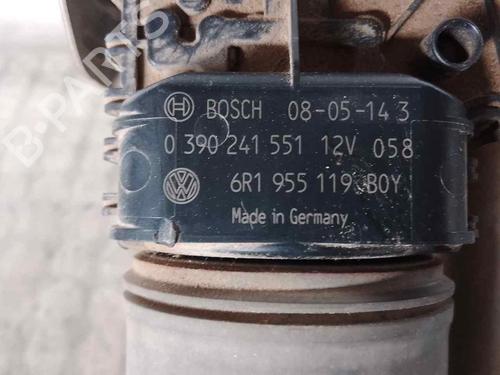 BOSCH 08-05-14 3
0 390 241 551 12V 058
6R1 955 119 B0Y
Made in Germany
B-PARTS